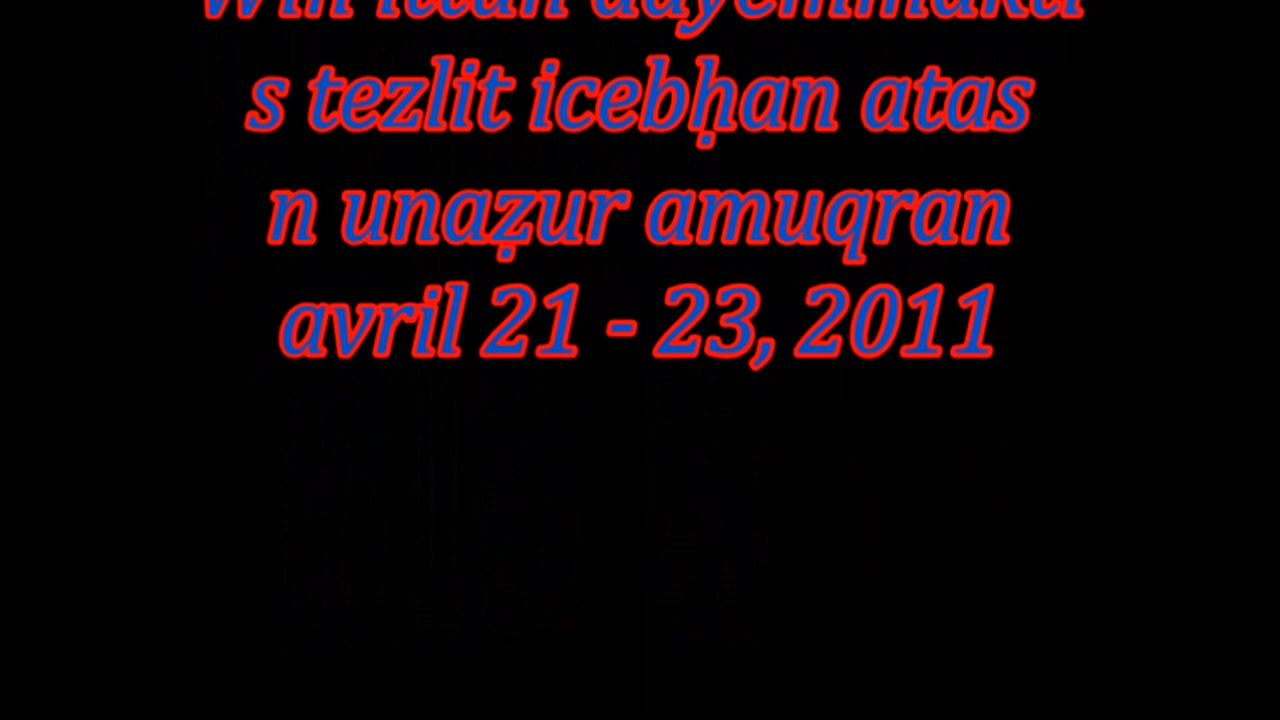 s tezlit icebḥan atas
n unaẓur amuqran
avril 21 - 23, 2011